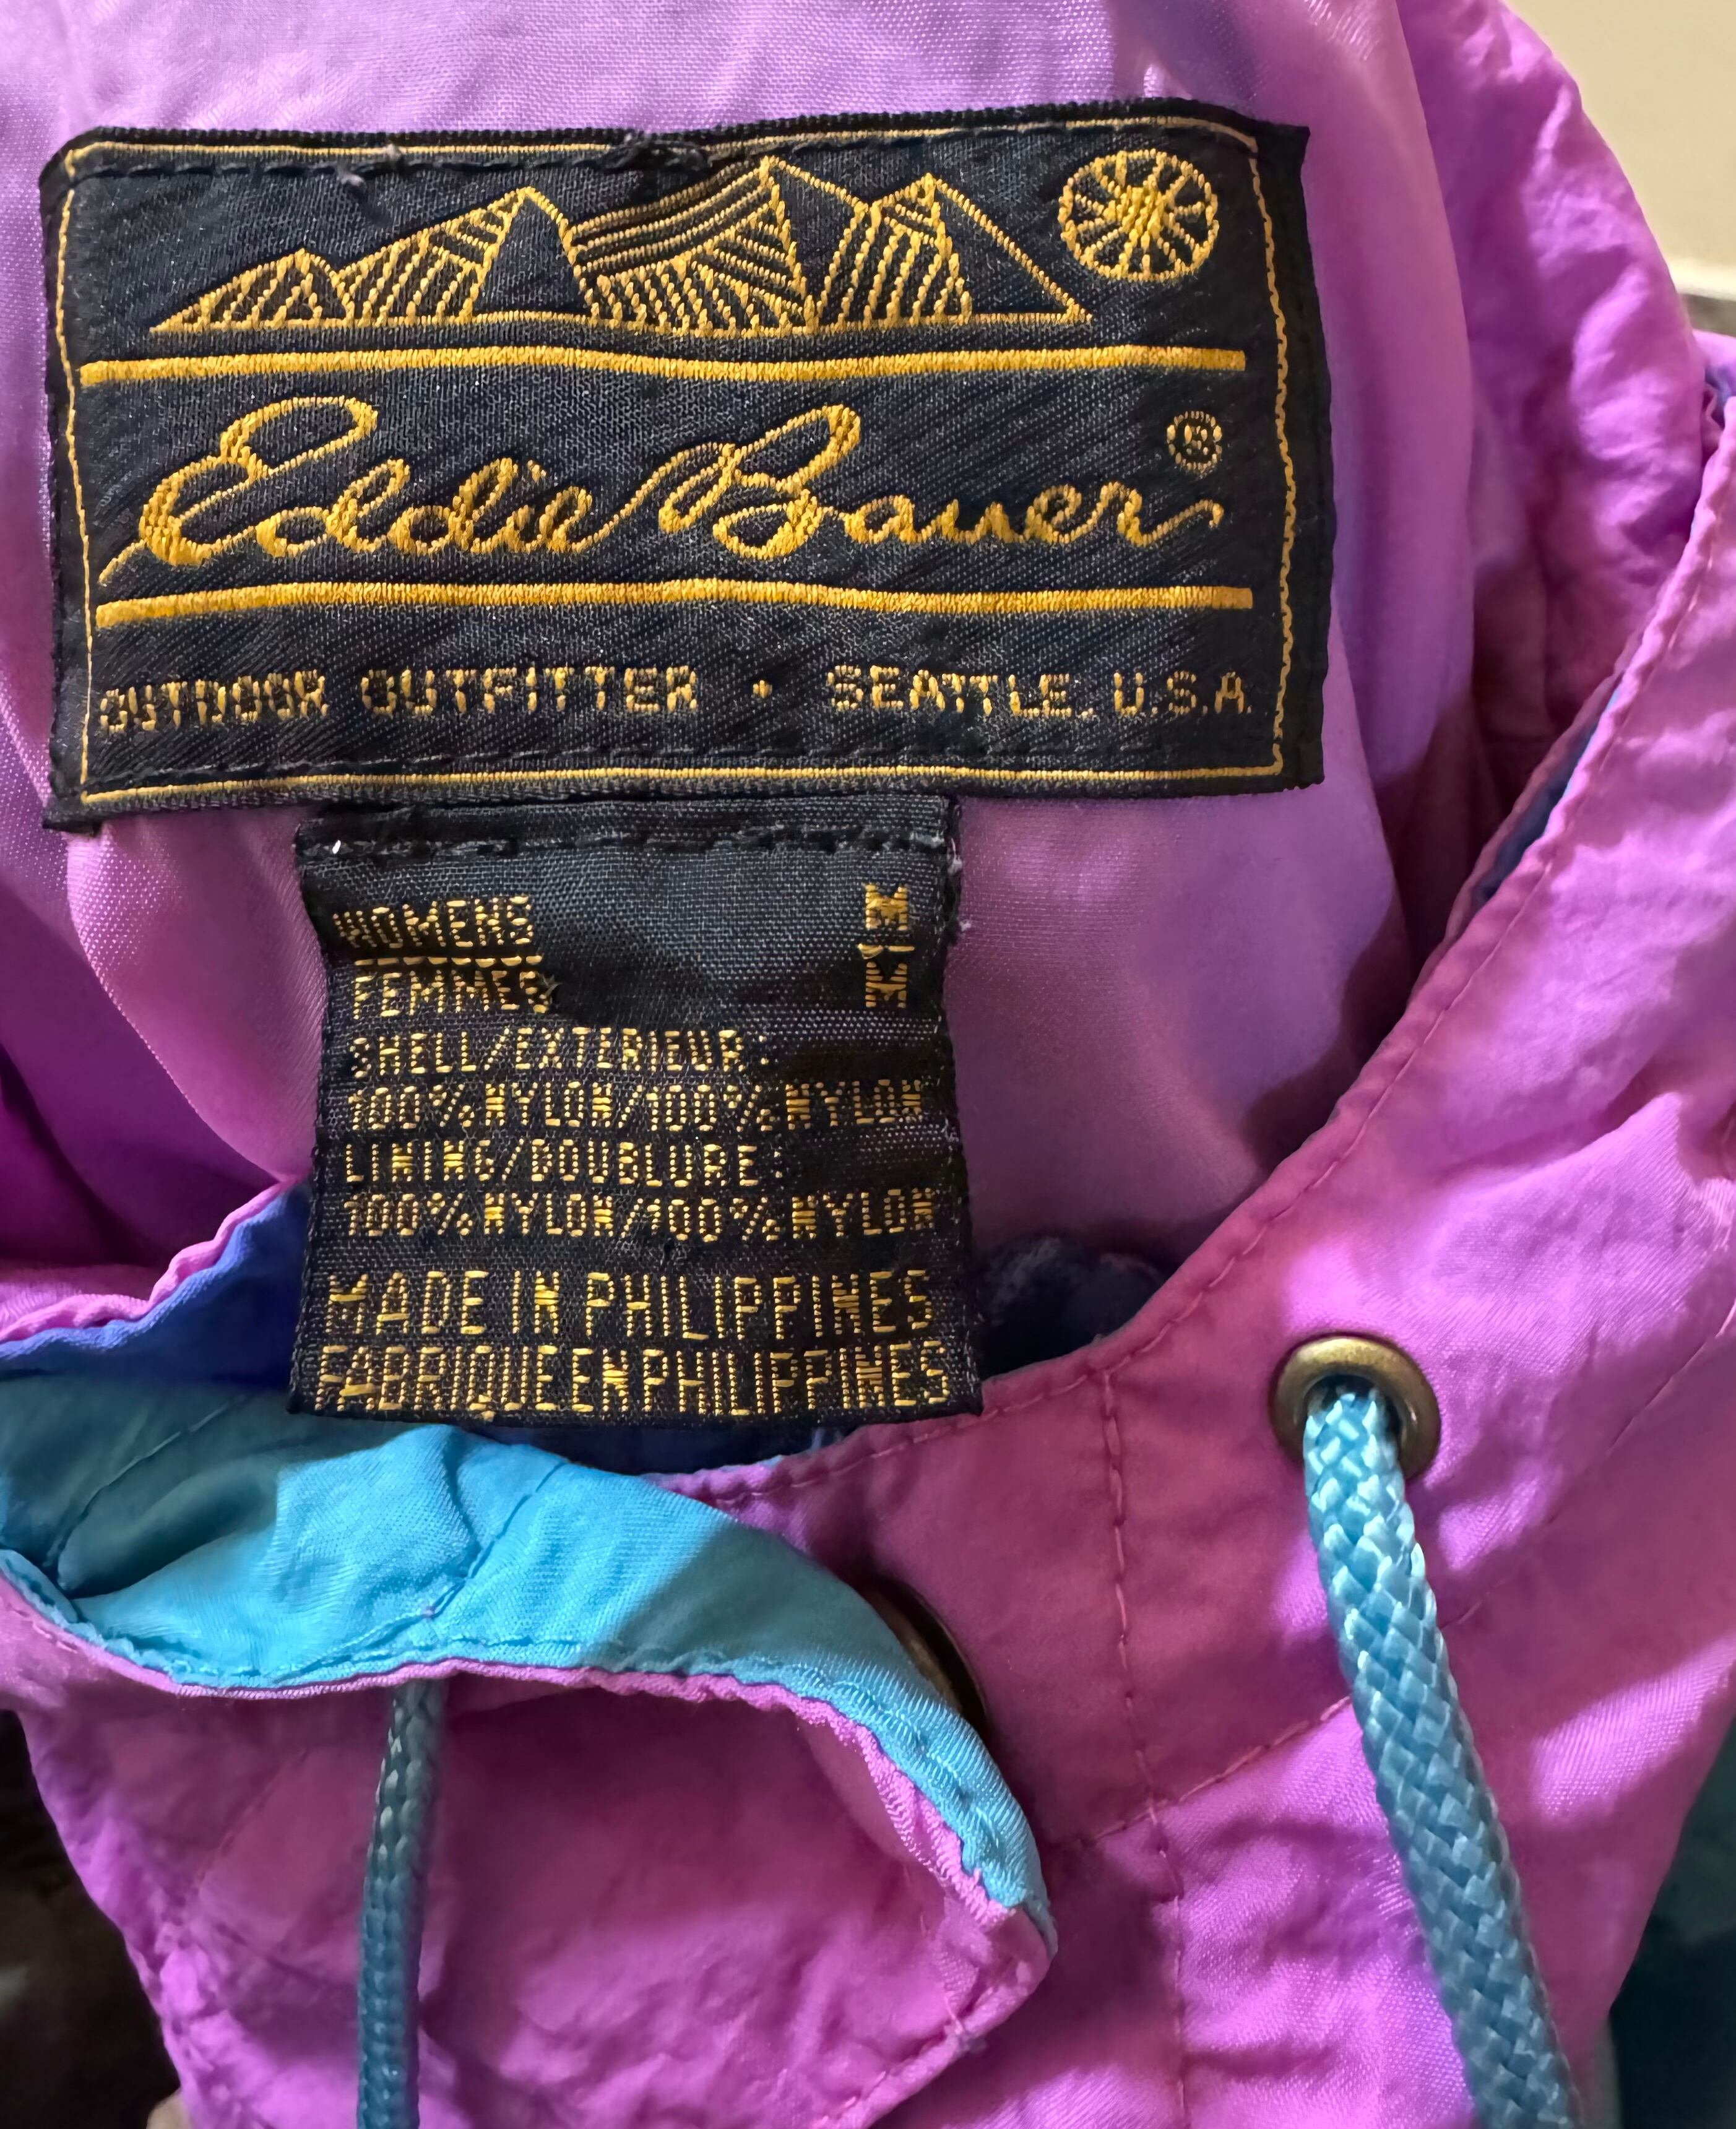 Eddie Bauer ®
OUTDOOR OUTFITTER • SEATTLE, U.S.A.
WOMENS
FEMMES
M
M
SHELL/EXTERIEUR:
100%NYLON/100%NYLON
LINING/DOUBLURE:
100%NYLON/100%NYLON
MADE IN PHILIPPINES
FABRIQUE EN PHILIPPINES